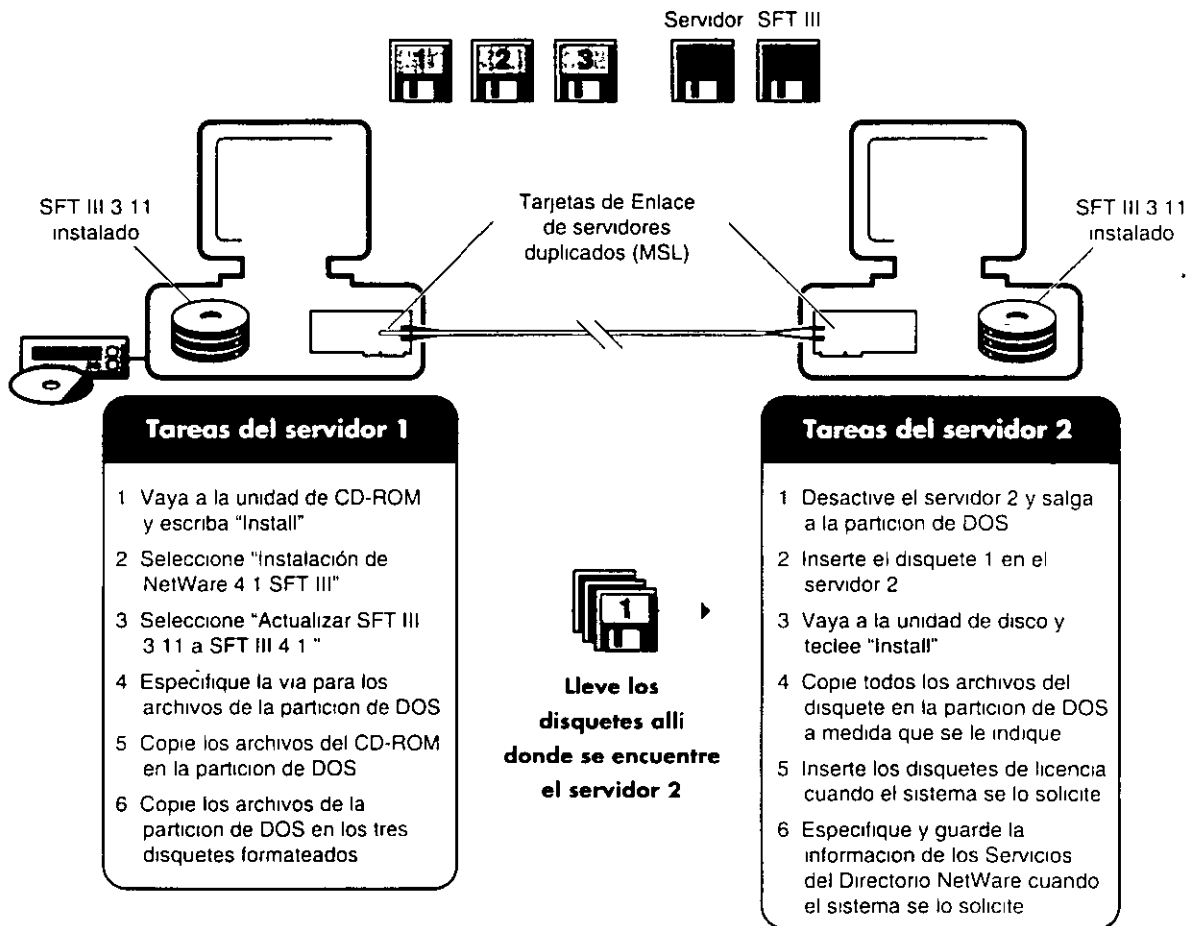 Servidor SFT III
1 2 3
SFT III 3 11
instalado
Tarjetas de Enlace
de servidores
duplicados (MSL)
SFT III 3 11
instalado
Tareas del servidor 1
1 Vaya a la unidad de CD-ROM
y escriba “Install”
2 Seleccione “Instalación de
NetWare 4 1 SFT III”
3 Seleccione “Actualizar SFT III
3 11 a SFT III 4 1 ”
4 Especifique la via para los
archivos de la particion de DOS
5 Copie los archivos del CD-ROM
en la particion de DOS
6 Copie los archivos de la
particion de DOS en los tres
disquetes formateados
1
Lleve los
disquetes allí
donde se encuentre
el servidor 2
Tareas del servidor 2
1 Desactive el servidor 2 y salga
a la particion de DOS
2 Inserte el disquete 1 en el
servidor 2
3 Vaya a la unidad de disco y
teclee “Install”
4 Copie todos los archivos del
disquete en la particion de DOS
a medida que se le indique
5 Inserte los disquetes de licencia
cuando el sistema se lo solicite
6 Especifique y guarde la
informacion de los Servicios
del Directorio NetWare cuando
el sistema se lo solicite